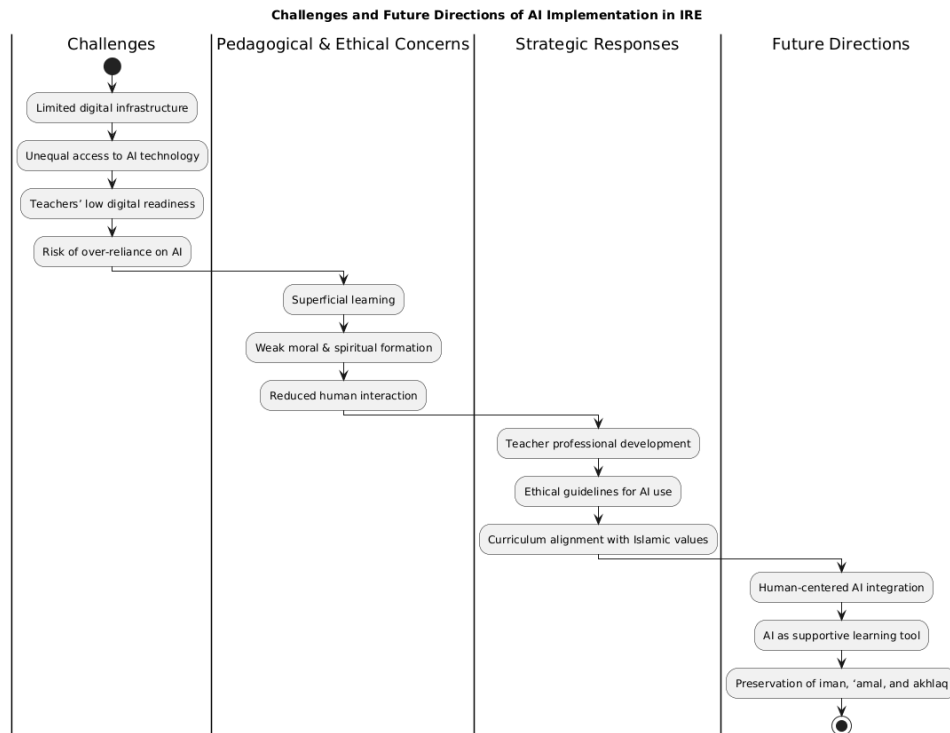 Challenges and Future Directions of AI Implementation in IRE
Challenges
Pedagogical & Ethical Concerns
Strategic Responses
Future Directions
Limited digital infrastructure
Unequal access to AI technology
Teachers’ low digital readiness
Risk of over-reliance on AI
Superficial learning
Weak moral & spiritual formation
Reduced human interaction
Teacher professional development
Ethical guidelines for AI use
Curriculum alignment with Islamic values
Human-centered AI integration
AI as supportive learning tool
Preservation of iman, ‘amal, and akhlaq